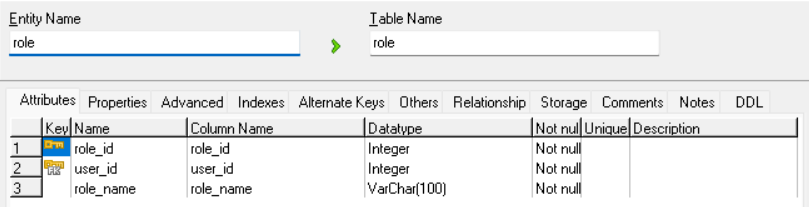 Entity Name Table Name
role role
Attributes Properties Advanced Indexes Alternate Keys Others Relationship Storage Comments Notes DDL
Key Name Column Name Datatype Not nul Unique Description
1 role_id role_id Integer Not null
2 FK user_id user_id Integer Not null
3 role_name role_name VarChar(100) Not null